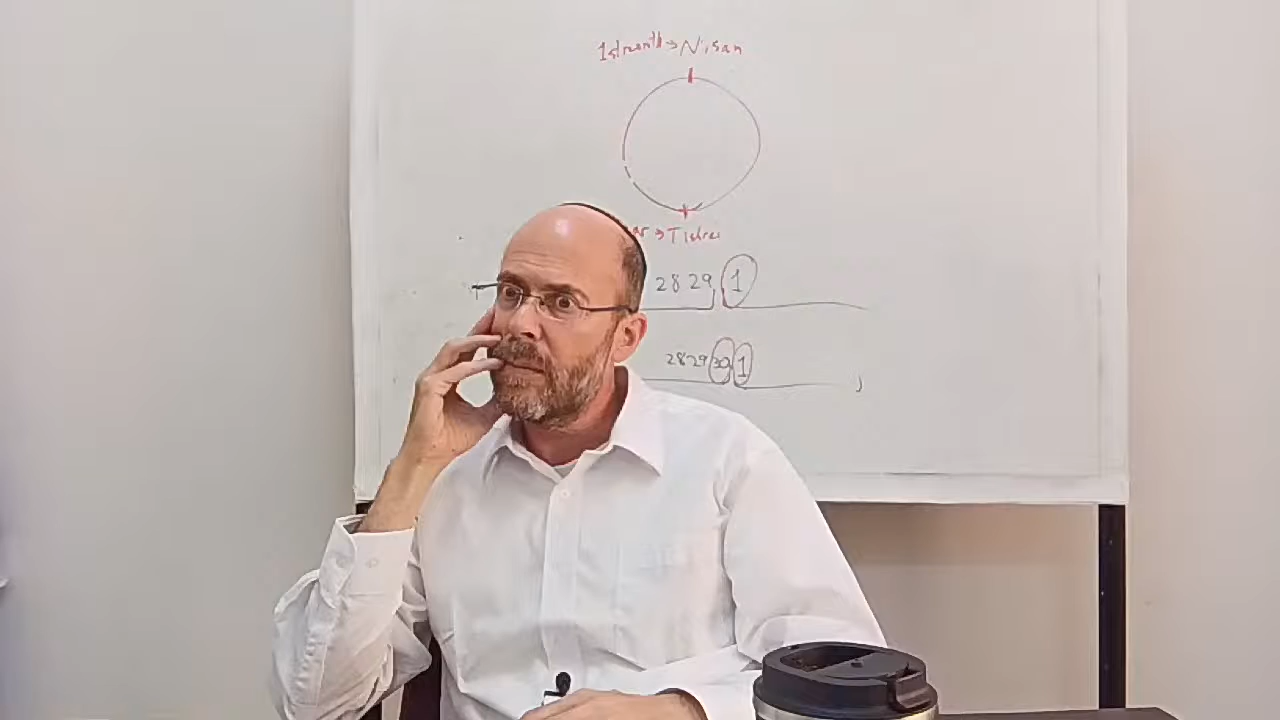 1st month → Nisan
→ Tishrei
28 29 1
28 29 30 1